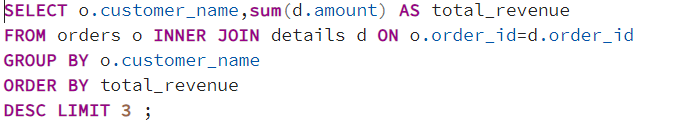 SELECT o.customer_name,sum(d.amount) AS total_revenue
FROM orders o INNER JOIN details d ON o.order_id=d.order_id
GROUP BY o.customer_name
ORDER BY total_revenue
DESC LIMIT 3 ;